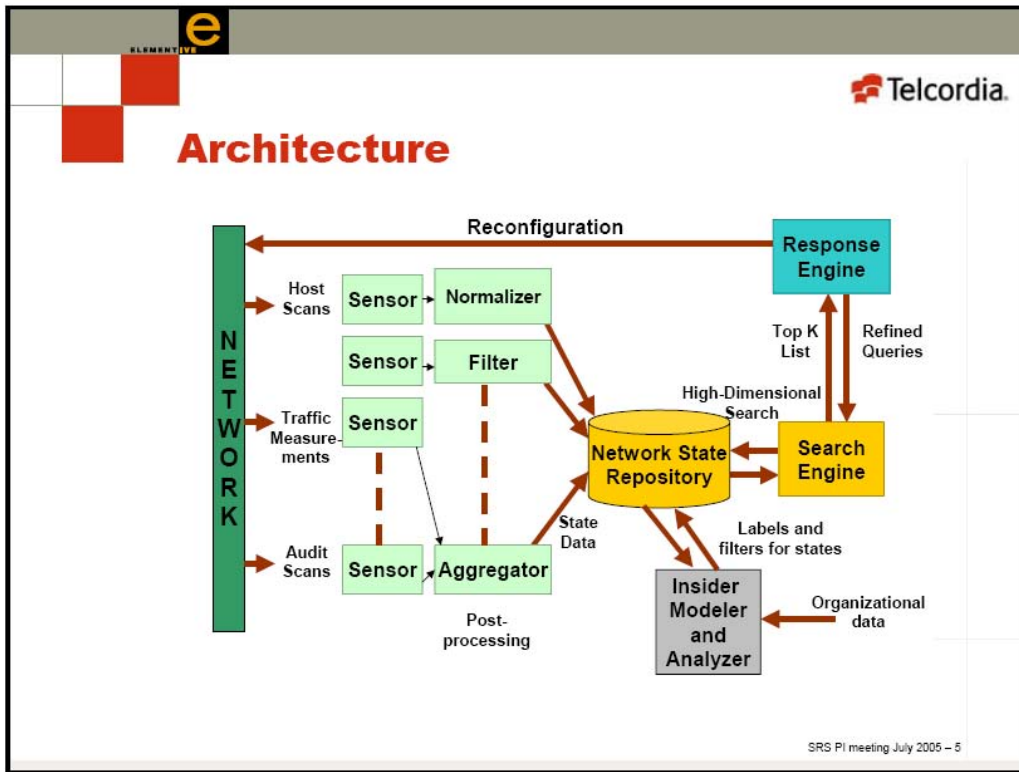 ELEMENTIVE
e
Telcordia.
Architecture
Reconfiguration
Response
Engine
Host
Scans
Sensor
Normalizer
Top K
List
Refined
Queries
NETWORK
Sensor
Filter
High-Dimensional
Search
Traffic
Measure-
ments
Sensor
Network State
Repository
Search
Engine
State
Data
Labels and
filters for states
Audit
Scans
Sensor
Aggregator
Insider
Modeler
and
Analyzer
Organizational
data
Post-
processing
SRS PI meeting July 2005 – 5